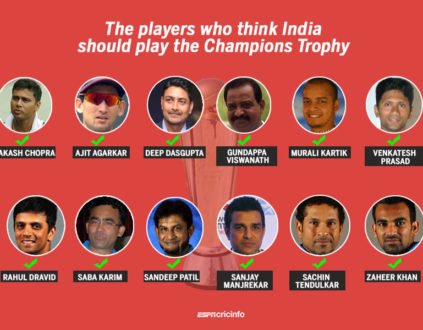 The players who think India
should play the Champions Trophy
AKASH CHOPRA
AJIT AGARKAR
DEEP DASGUPTA
GUNDAPPA
VISWANATH
MURALI KARTIK
VENKATESH
PRASAD
RAHUL DRAVID
SABA KARIM
SANDEEP PATIL
SANJAY
MANJREKAR
SACHIN
TENDULKAR
ZAHEER KHAN
ESPNcricinfo